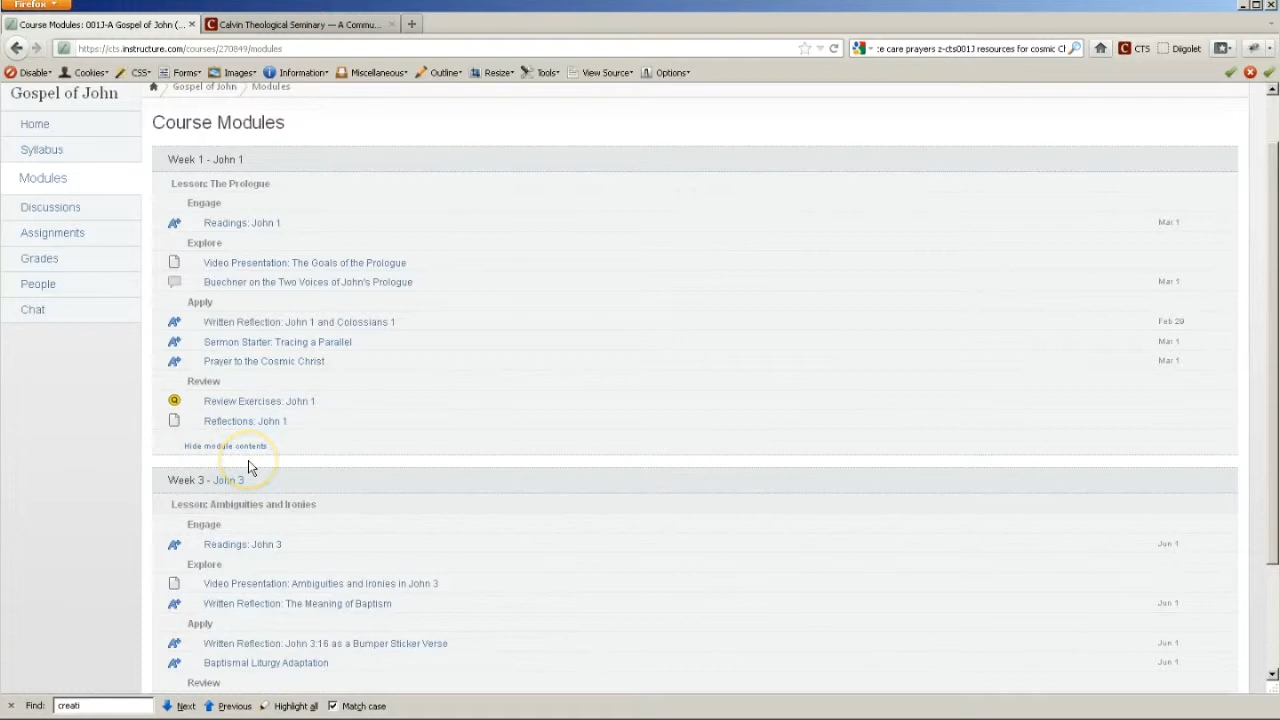 Firefox
Course Modules: 001J-A Gospel of John (...
Calvin Theological Seminary — A Commu...
https://cts.instructure.com/courses/270849/modules
:e care prayers z-cts001J resources for cosmic Cl
CTS
Diigolet
Disable
Cookies
CSS
Forms
Images
Information
Miscellaneous
Outline
Resize
Tools
View Source
Options
Gospel of John
Home
Syllabus
Modules
Discussions
Assignments
Grades
People
Chat
Gospel of John
Modules
Course Modules
Week 1 - John 1
Lesson: The Prologue
Engage
Readings: John 1
Mar 1
Explore
Video Presentation: The Goals of the Prologue
Buechner on the Two Voices of John's Prologue
Mar 1
Apply
Written Reflection: John 1 and Colossians 1
Feb 29
Sermon Starter: Tracing a Parallel
Mar 1
Prayer to the Cosmic Christ
Mar 1
Review
Review Exercises: John 1
Reflections: John 1
Hide module contents
Week 3 - John 3
Lesson: Ambiguities and Ironies
Engage
Readings: John 3
Jun 1
Explore
Video Presentation: Ambiguities and Ironies in John 3
Written Reflection: The Meaning of Baptism
Jun 1
Apply
Written Reflection: John 3:16 as a Bumper Sticker Verse
Jun 1
Baptismal Liturgy Adaptation
Jun 1
Review
Find:
creati
Next
Previous
Highlight all
Match case